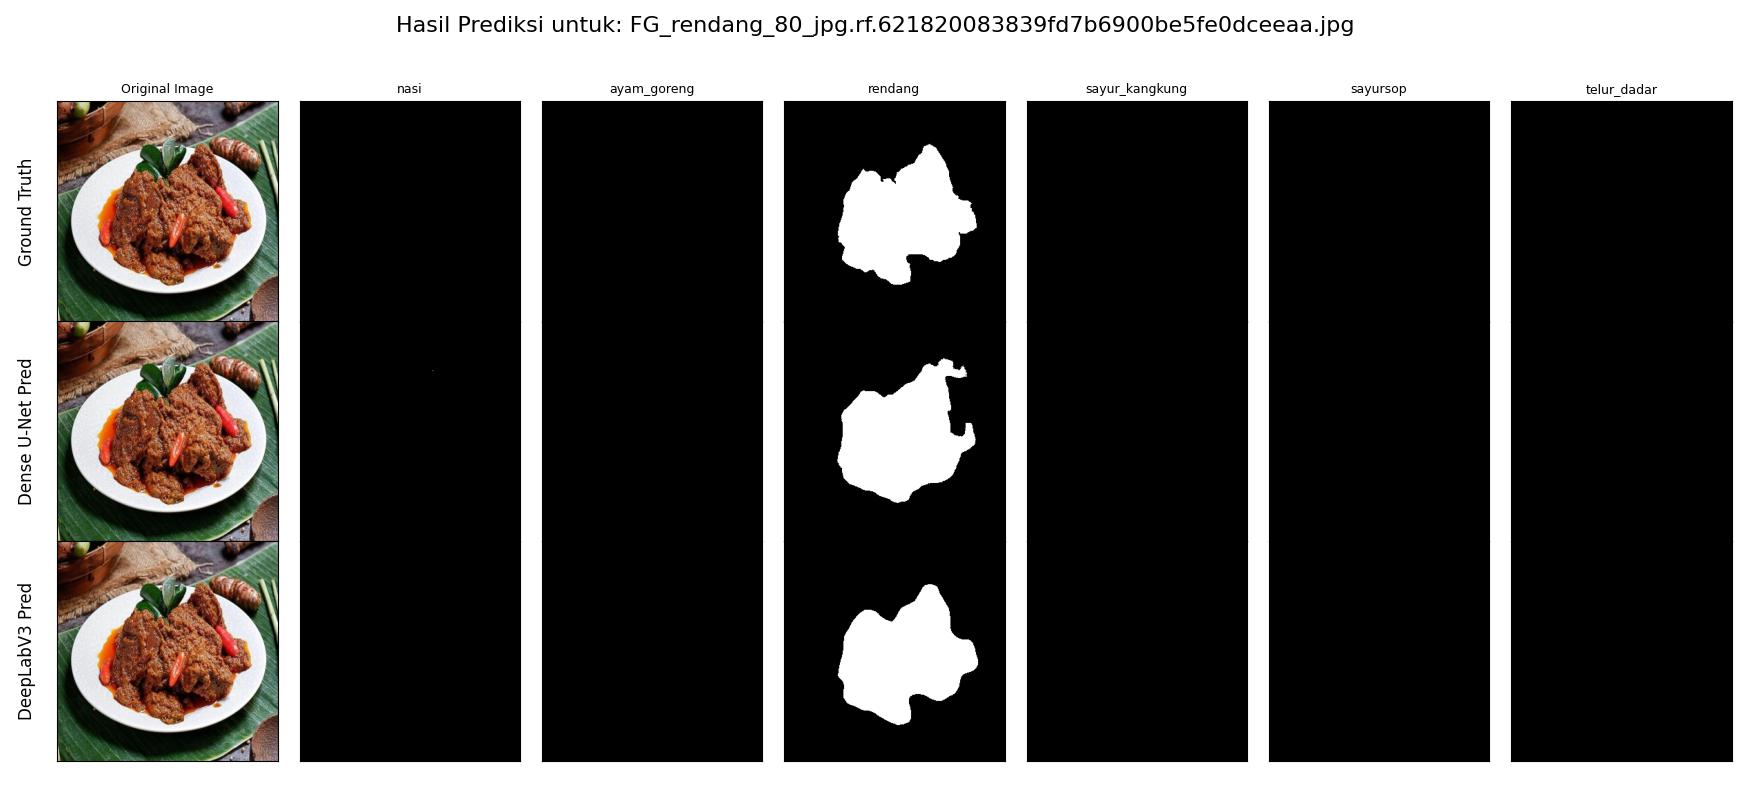 Hasil Prediksi untuk: FG_rendang_80_jpg.rf.621820083839fd7b6900be5fe0dceeaa.jpg
Original Image
nasi
ayam_goreng
rendang
sayur_kangkung
sayursop
telur_dadar
Ground Truth
Dense U-Net Pred
DeepLabV3 Pred